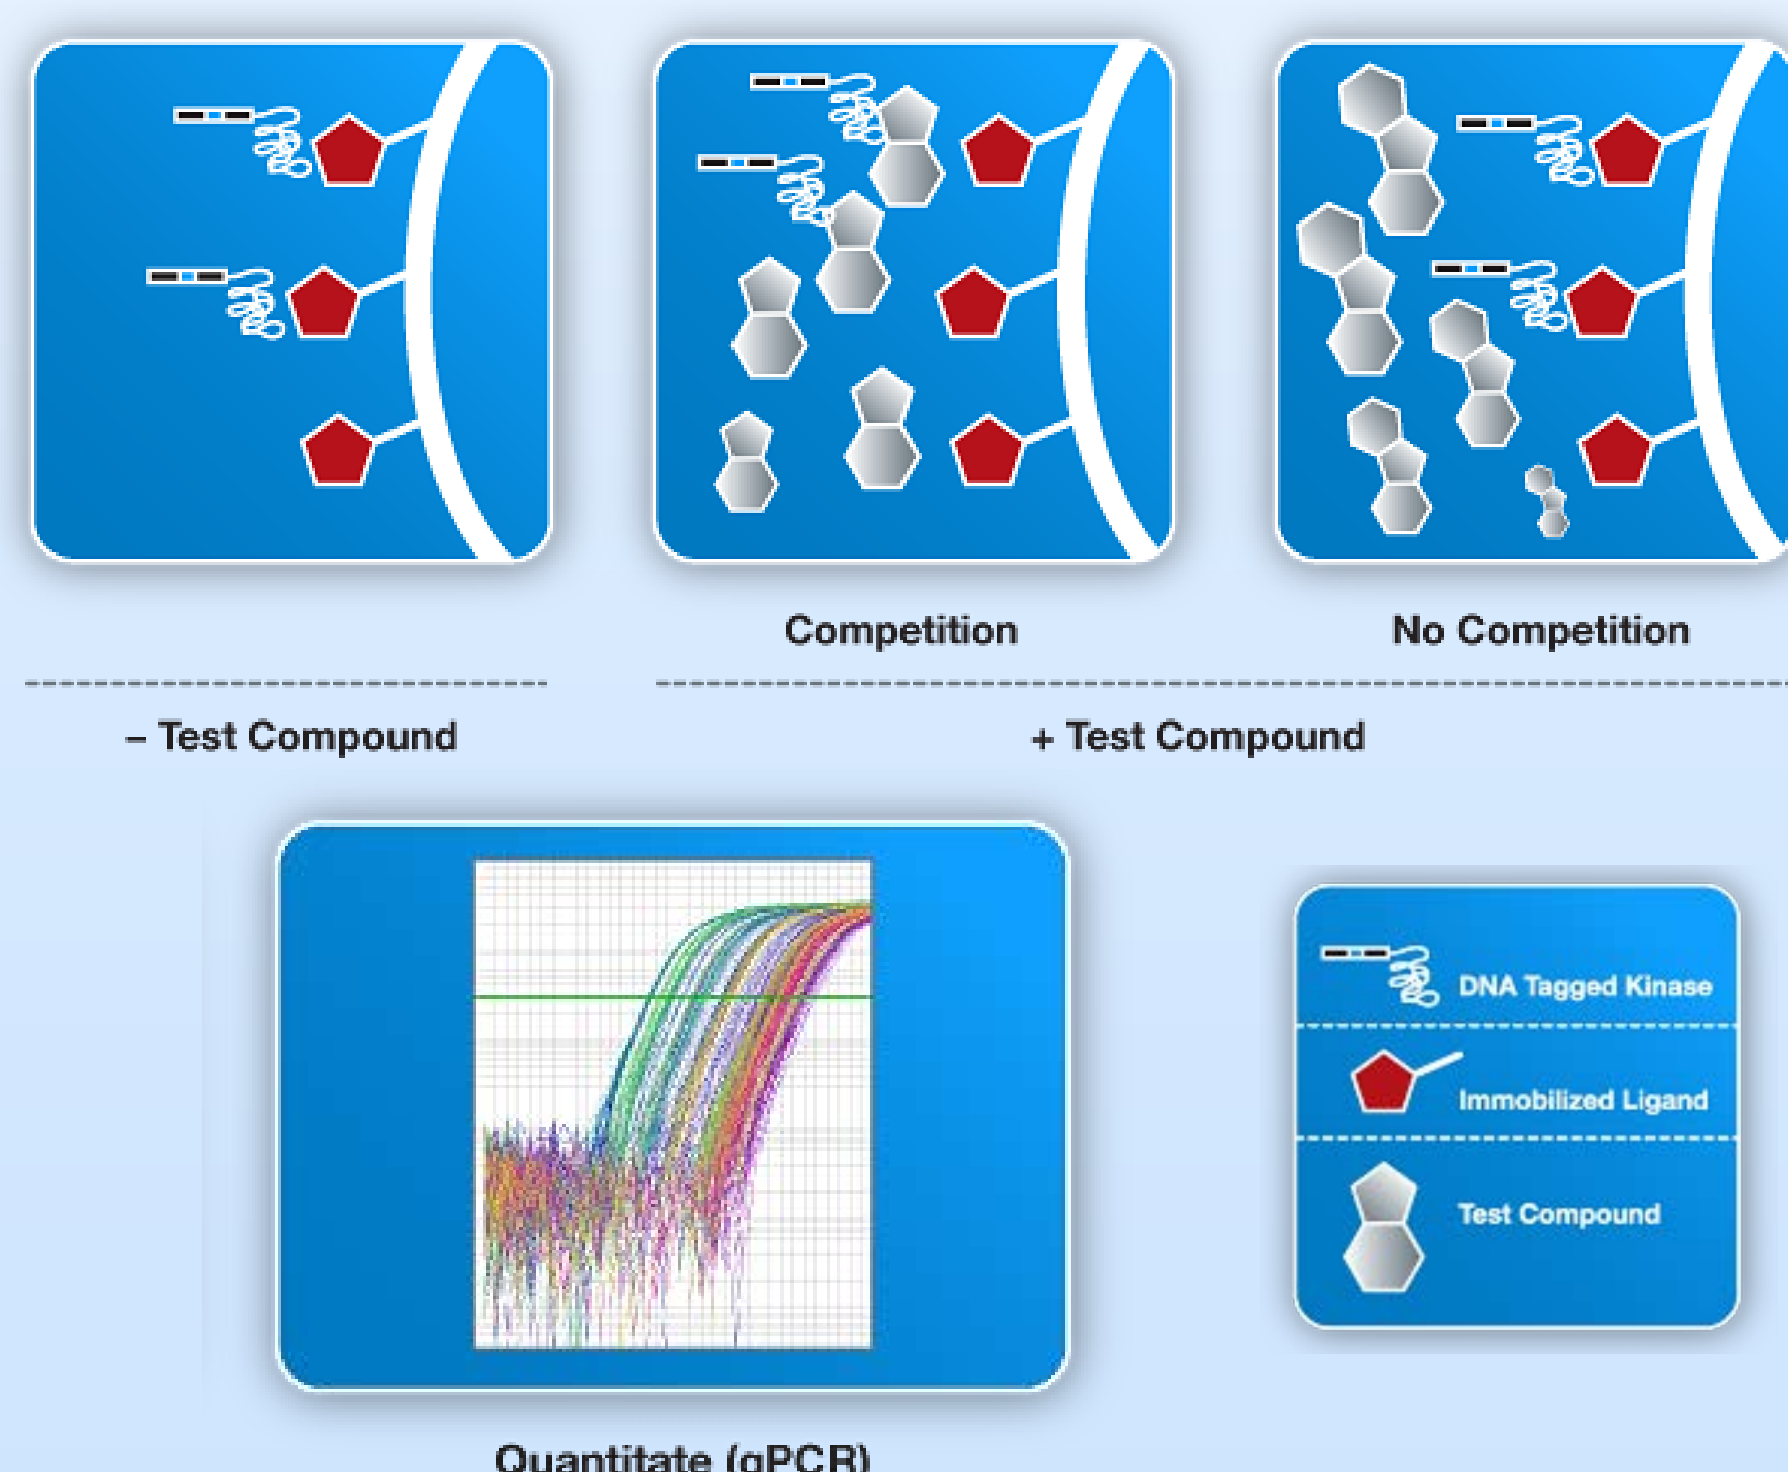 Competition
No Competition
– Test Compound
+ Test Compound
DNA Tagged Kinase
Immobilized Ligand
Test Compound
Quantitate (qPCR)